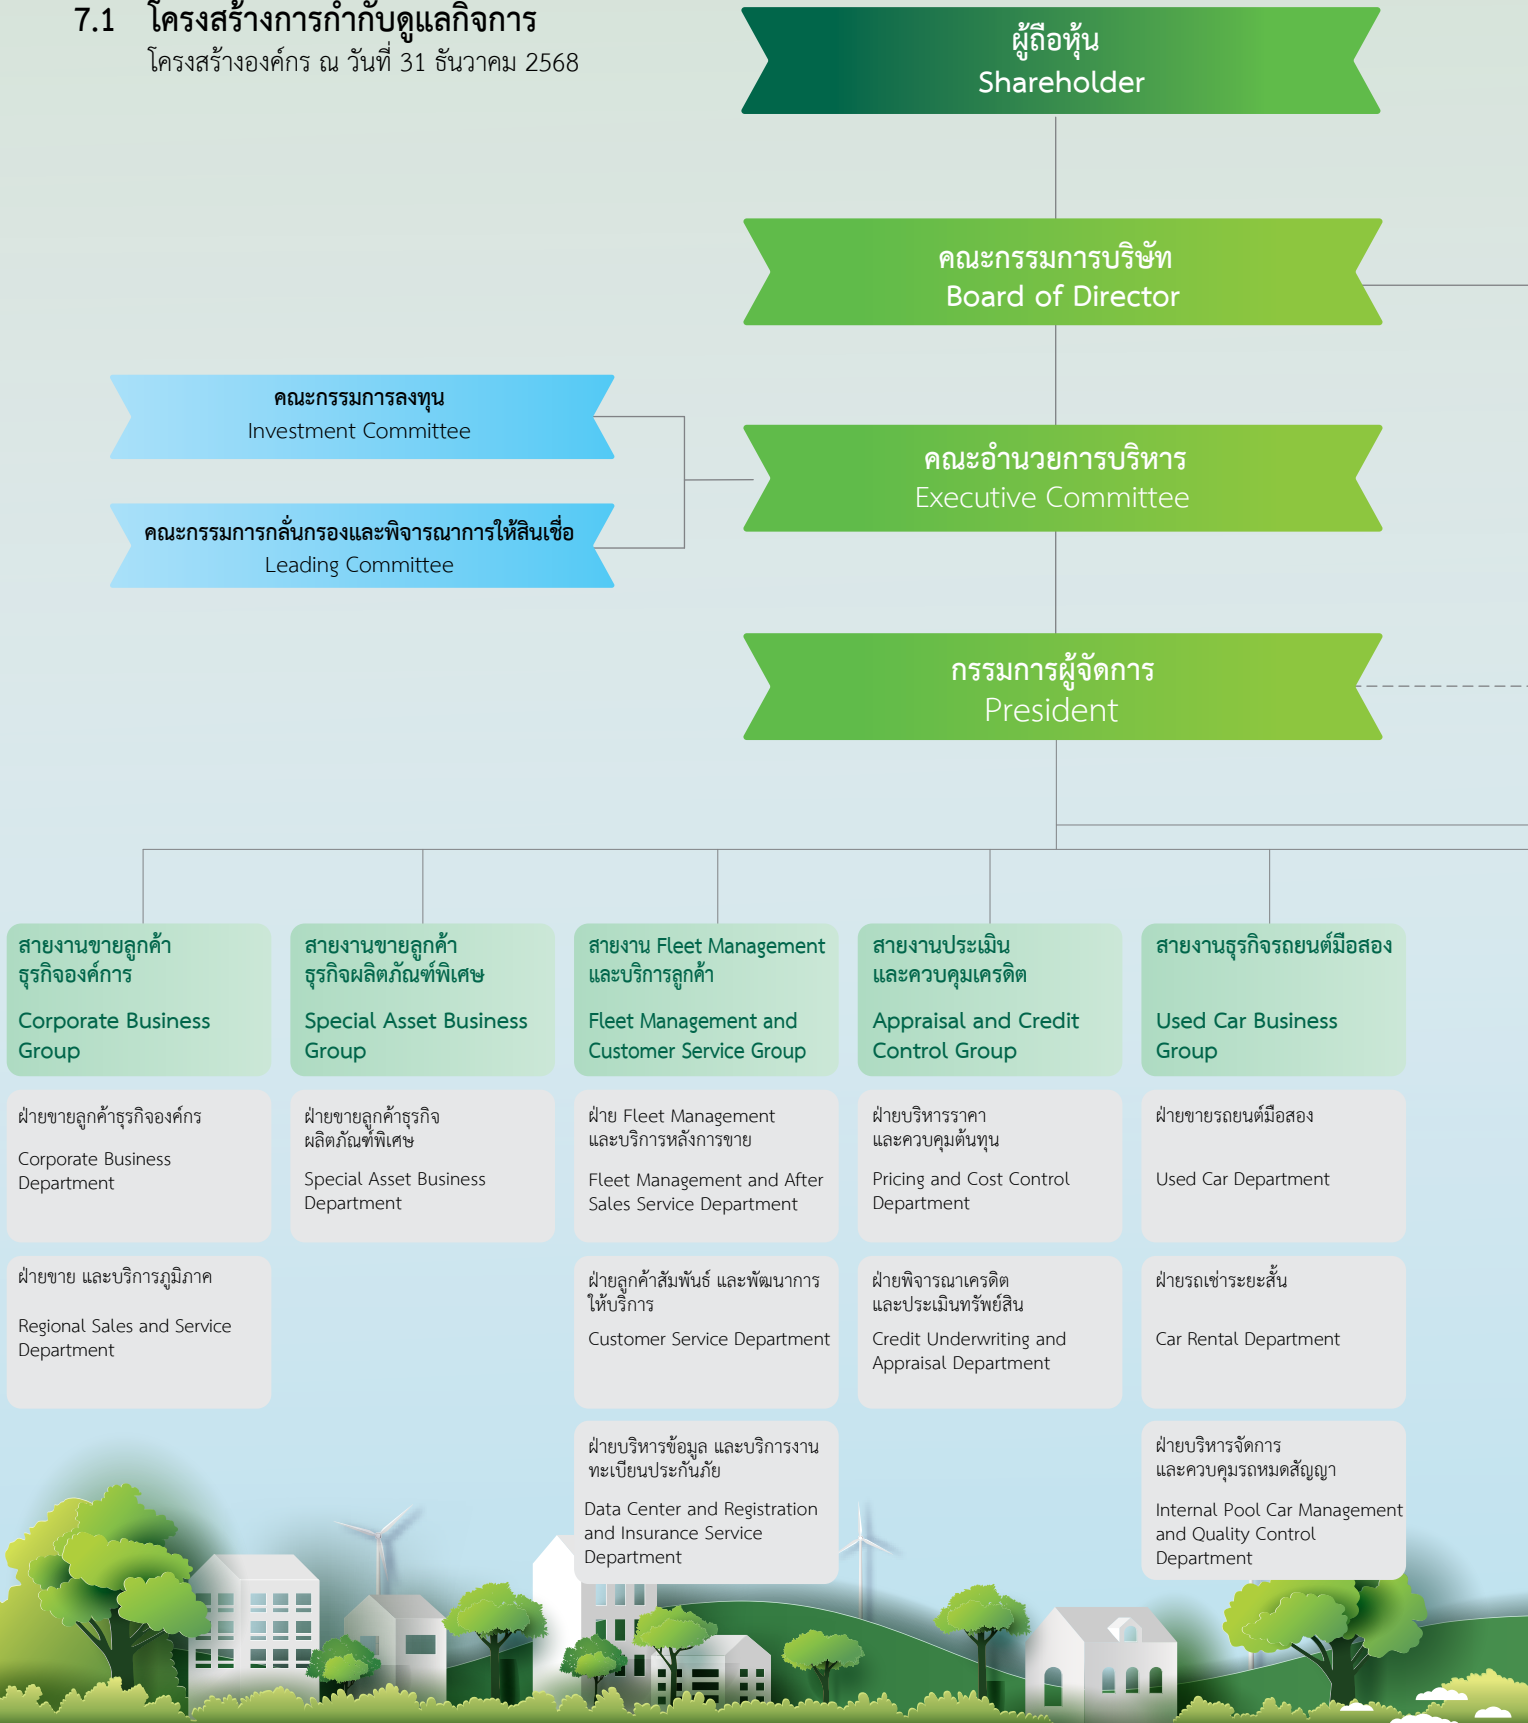 7.1 โครงสร้างการกำกับดูแลกิจการ
โครงสร้างองค์กร ณ วันที่ 31 ธันวาคม 2568
ผู้ถือหุ้น
Shareholder
คณะกรรมการบริษัท
Board of Director
คณะกรรมการลงทุน
Investment Committee
คณะกรรมการกลั่นกรองและพิจารณาการให้สินเชื่อ
Leading Committee
คณะอำนวยการบริหาร
Executive Committee
กรรมการผู้จัดการ
President
สายงานขายลูกค้า
ธุรกิจองค์การ
Corporate Business
Group
ฝ่ายขายลูกค้าธุรกิจองค์กร
Corporate Business
Department
ฝ่ายขาย และบริการภูมิภาค
Regional Sales and Service
Department
สายงานขายลูกค้า
ธุรกิจผลิตภัณฑ์พิเศษ
Special Asset Business
Group
ฝ่ายขายลูกค้าธุรกิจ
ผลิตภัณฑ์พิเศษ
Special Asset Business
Department
สายงาน Fleet Management
และบริการลูกค้า
Fleet Management and
Customer Service Group
ฝ่าย Fleet Management
และบริการหลังการขาย
Fleet Management and After
Sales Service Department
ฝ่ายลูกค้าสัมพันธ์ และพัฒนาการ
ให้บริการ
Customer Service Department
ฝ่ายบริหารข้อมูล และบริการงาน
ทะเบียนประกันภัย
Data Center and Registration
and Insurance Service
Department
สายงานประเมิน
และควบคุมเครดิต
Appraisal and Credit
Control Group
ฝ่ายบริหารราคา
และควบคุมต้นทุน
Pricing and Cost Control
Department
ฝ่ายพิจารณาเครดิต
และประเมินทรัพย์สิน
Credit Underwriting and
Appraisal Department
สายงานธุรกิจรถยนต์มือสอง
Used Car Business
Group
ฝ่ายขายรถยนต์มือสอง
Used Car Department
ฝ่ายรถเช่าระยะสั้น
Car Rental Department
ฝ่ายบริหารจัดการ
และควบคุมรถหมดสัญญา
Internal Pool Car Management
and Quality Control
Department